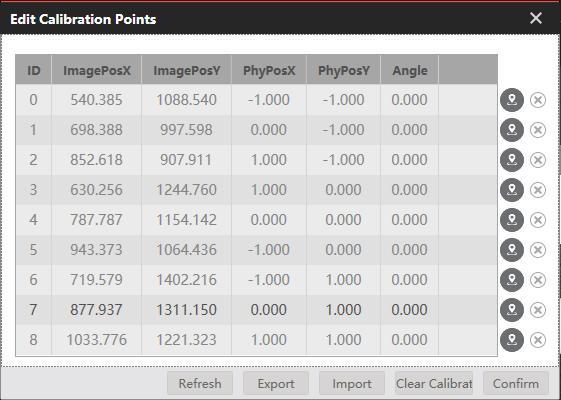 Edit Calibration Points
ID ImagePosX ImagePosY PhyPosX PhyPosY Angle
0 540.385 1088.540 -1.000 -1.000 0.000
1 698.388 997.598 0.000 -1.000 0.000
2 852.618 907.911 1.000 -1.000 0.000
3 630.256 1244.760 1.000 0.000 0.000
4 787.787 1154.142 0.000 0.000 0.000
5 943.373 1064.436 -1.000 0.000 0.000
6 719.579 1402.216 -1.000 1.000 0.000
7 877.937 1311.150 0.000 1.000 0.000
8 1033.776 1221.323 1.000 1.000 0.000
Refresh Export Import Clear Calibrat Confirm